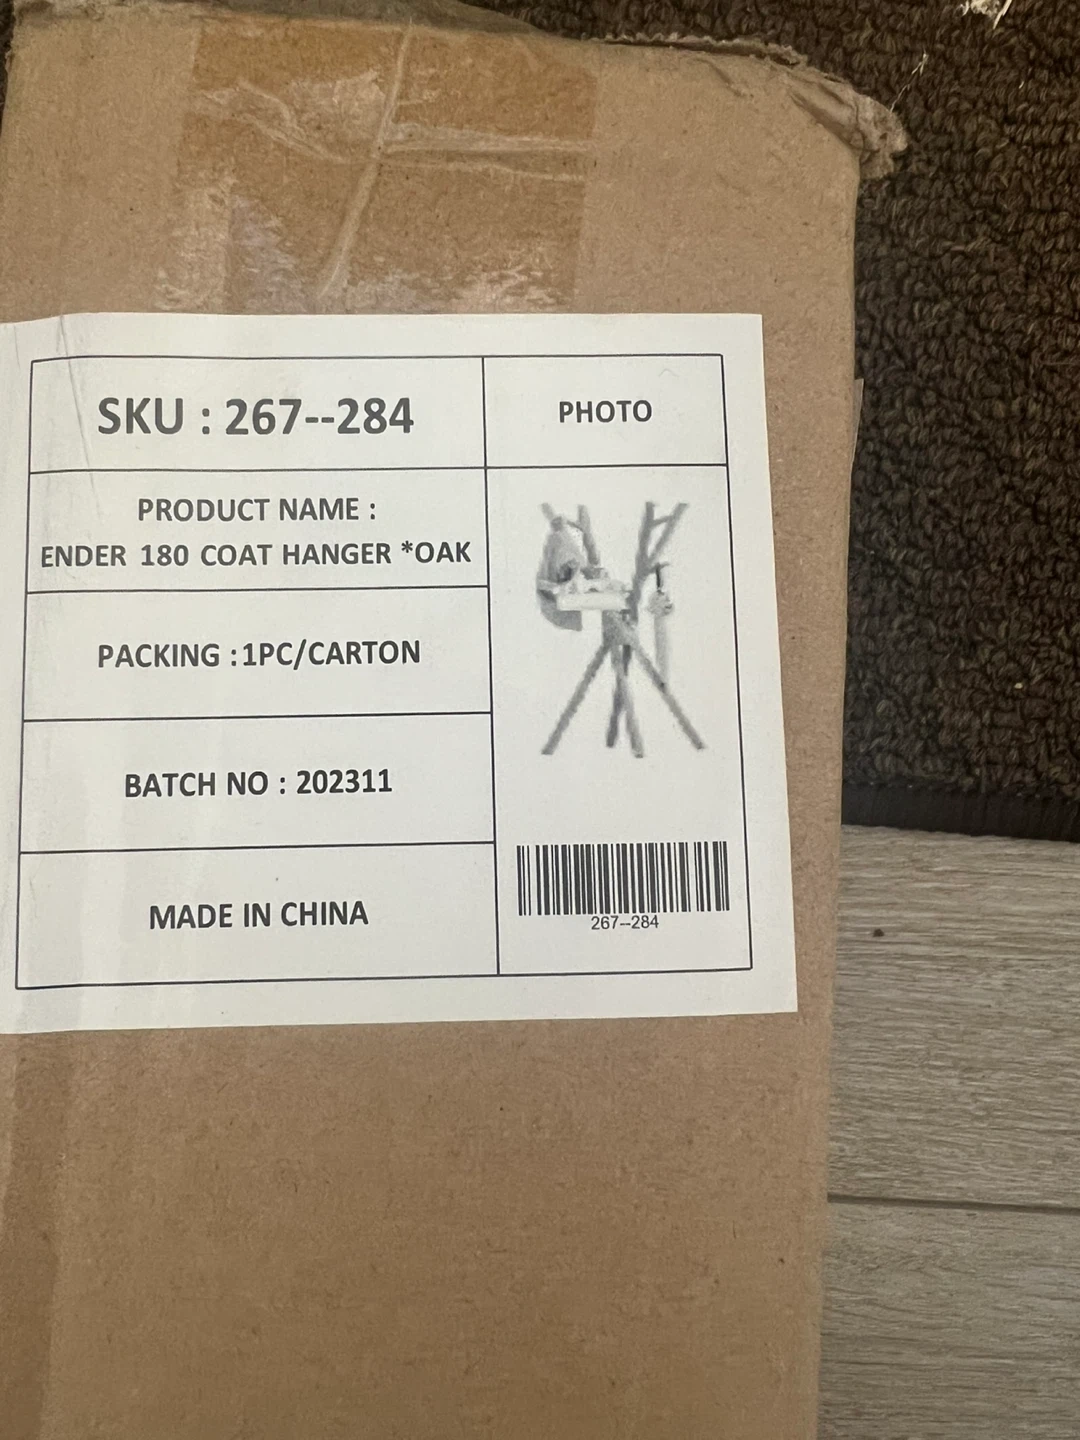 SKU : 267--284
PHOTO
PRODUCT NAME :
ENDER 180 COAT HANGER *OAK
PACKING :1PC/CARTON
BATCH NO : 202311
MADE IN CHINA
267--284